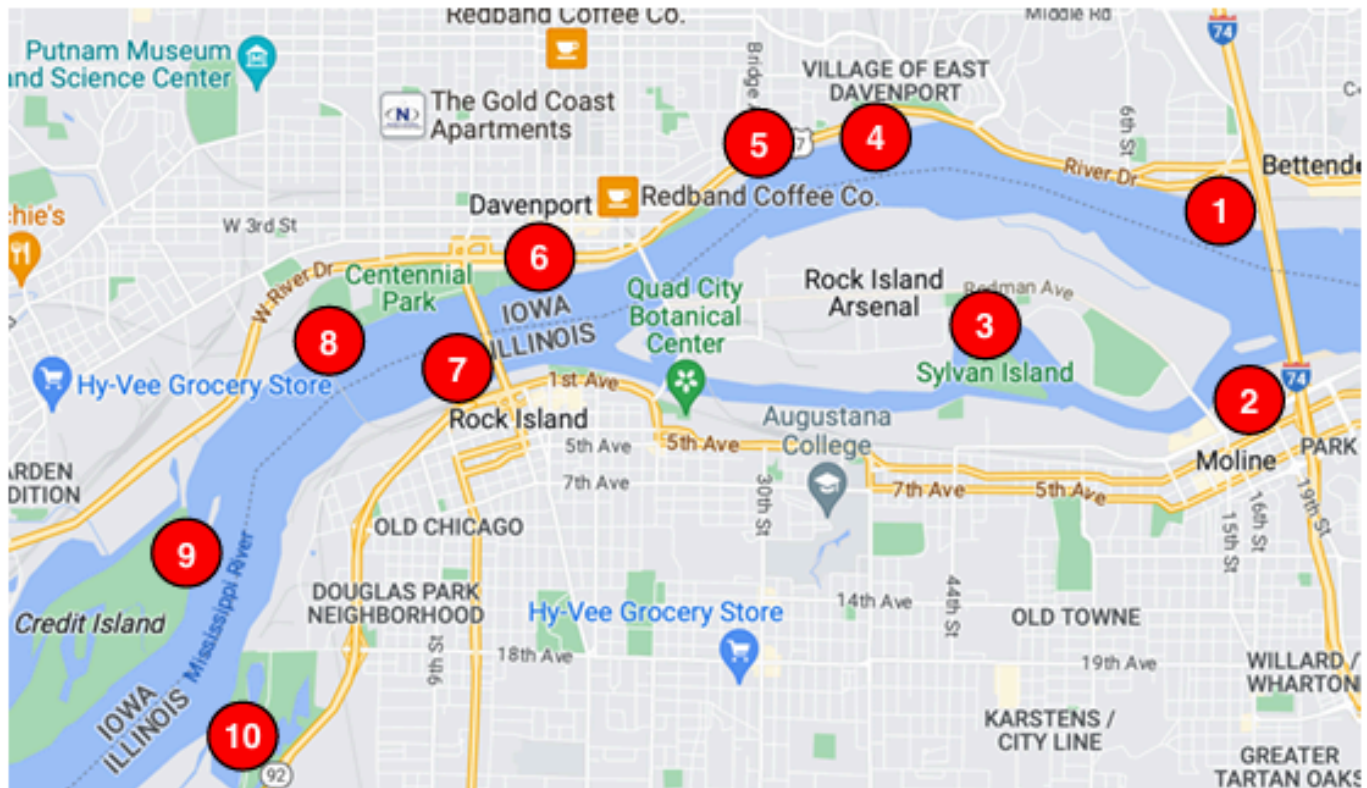 Redband Coffee Co.
Middle Rd
74
Putnam Museum
and Science Center
Bridge A
VILLAGE OF EAST
DAVENPORT
N
The Gold Coast
Apartments
6th St
5
7
4
River Dr
Bettende
1
Davenport
Redband Coffee Co.
chie's
W 3rd St
6
W River Dr
Centennial
Park
IOWA
ILLINOIS
Quad City
Botanical
Center
Rock Island
Arsenal
Rodman Ave
3
8
7
Hy-Vee Grocery Store
1st Ave
Sylvan Island
74
2
Rock Island
Augustana
College
5th Ave
5th Ave
PARK
Moline
ARDEN
DITION
7th Ave
30th St
7th Ave
5th Ave
15th St
16th St
19th St
OLD CHICAGO
9
Mississippi River
DOUGLAS PARK
NEIGHBORHOOD
Credit Island
Hy-Vee Grocery Store
14th Ave
44th St
OLD TOWNE
9th St
18th Ave
19th Ave
WILLARD /
WHARTON
IOWA
ILLINOIS
10
92
KARSTENS /
CITY LINE
GREATER
TARTAN OAKS